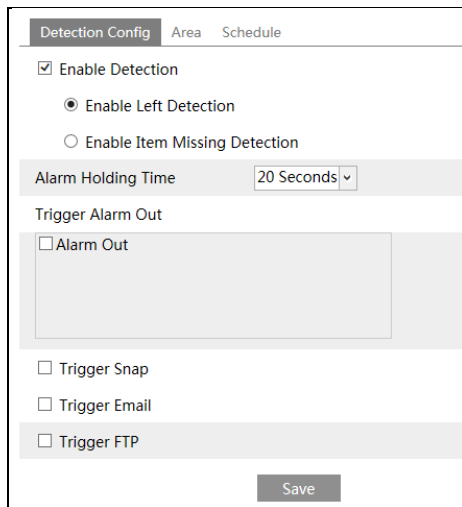 Detection Config Area Schedule
Enable Detection
Enable Left Detection
Enable Item Missing Detection
Alarm Holding Time 20 Seconds
Trigger Alarm Out
Alarm Out
Trigger Snap
Trigger Email
Trigger FTP
Save